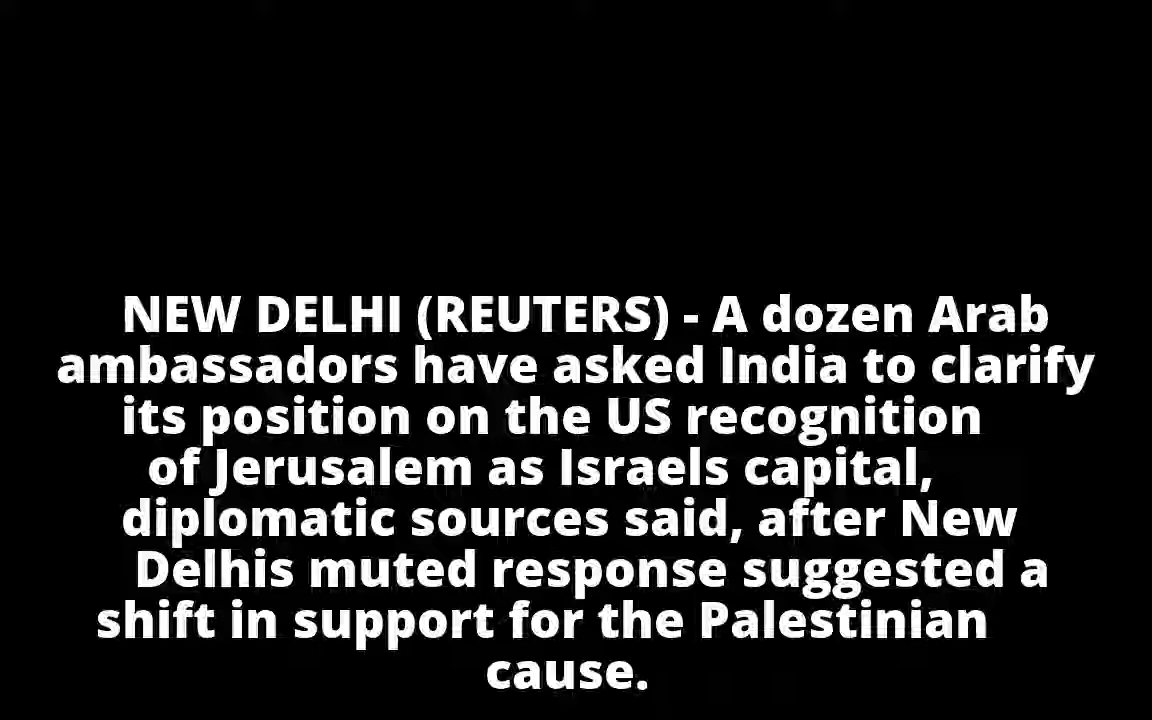 NEW DELHI (REUTERS) - A dozen Arab
ambassadors have asked India to clarify
its position on the US recognition
of Jerusalem as Israels capital,
diplomatic sources said, after New
Delhis muted response suggested a
shift in support for the Palestinian
cause.